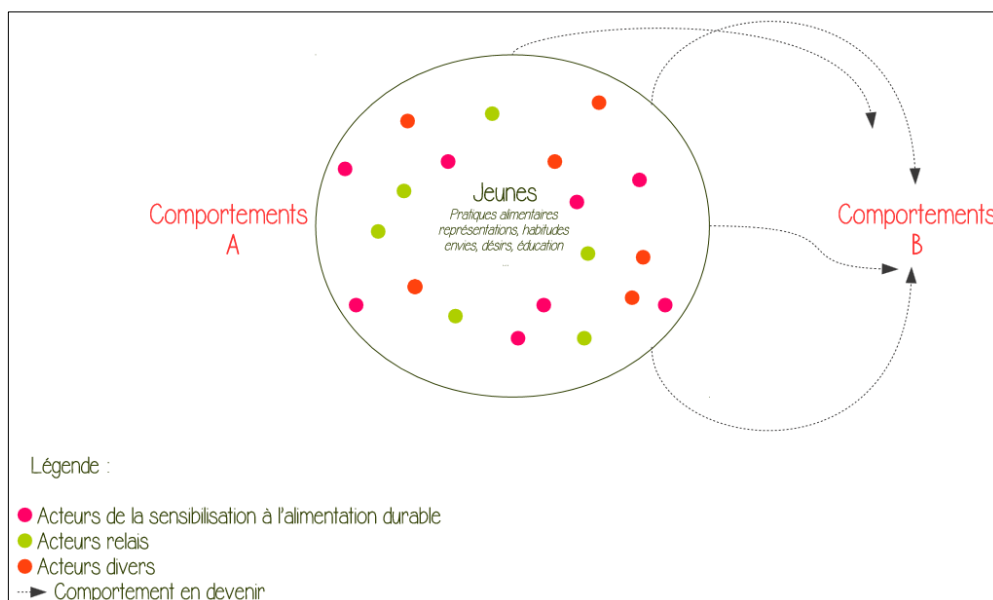 Jeunes
Pratiques alimentaires
représentations, habitudes
envies, désirs, éducation
...
Comportements
A
Comportements
B
Légende :
Acteurs de la sensibilisation à l'alimentation durable
Acteurs relais
Acteurs divers
Comportement en devenir